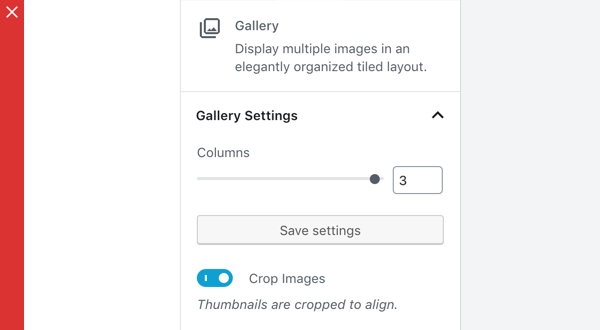 Gallery
Display multiple images in an
elegantly organized tiled layout.
Gallery Settings
Columns
3
Save settings
Crop Images
Thumbnails are cropped to align.